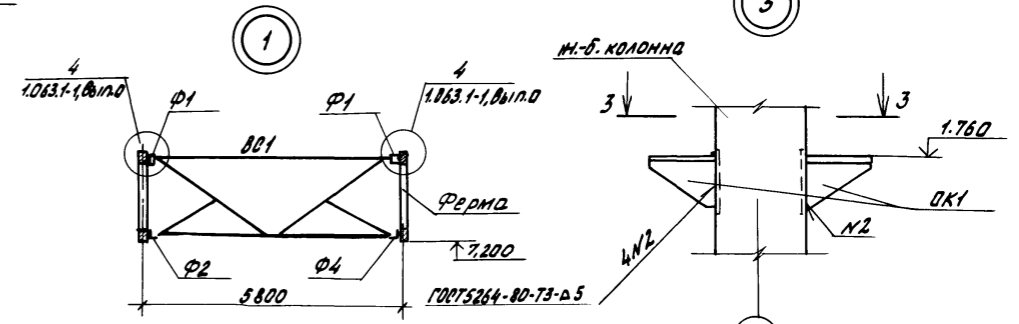 1
3
4
1.063.1-1, вып.0
4
1.063.1-1, вып.0
Ф1
Ф1
ВС1
Ферма
Ф2
Ф4
7.200
5800
ж.-б. колонна
3
3
1.760
ОК1
4N2
N2
ГОСТ5264-80-Т3-Δ5